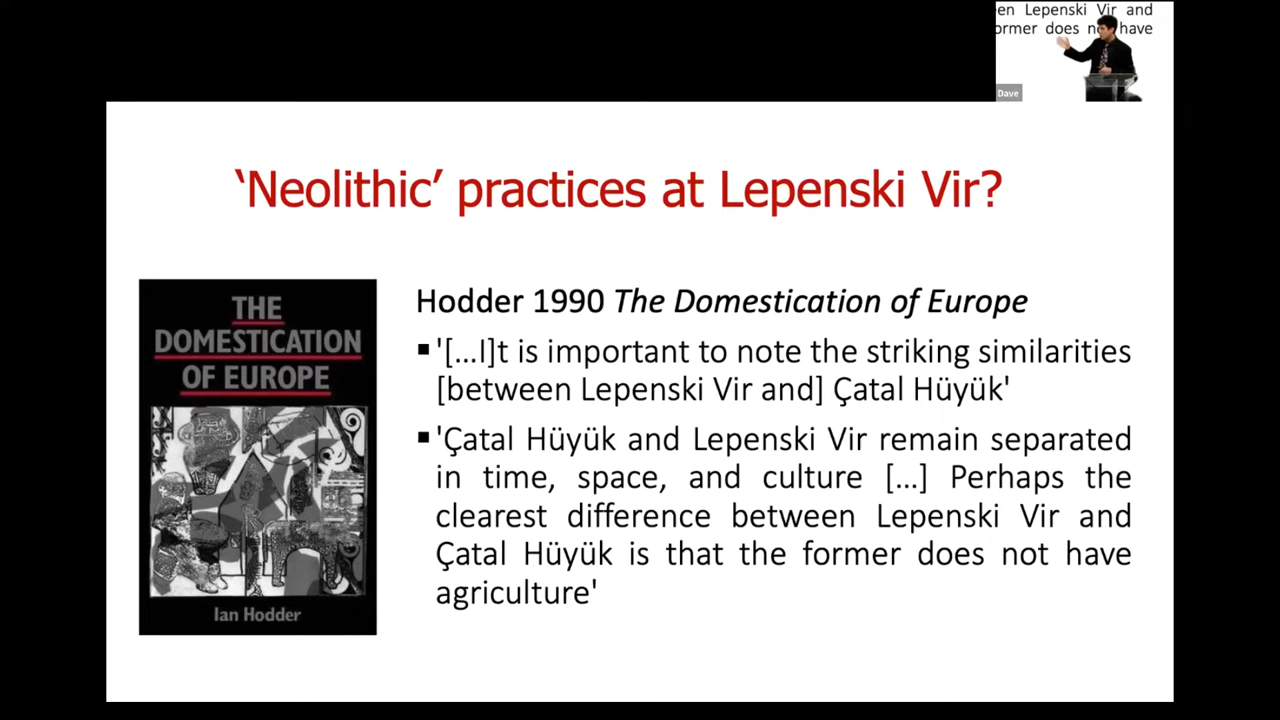 en Lepenski Vir and
ormer does not have
Dave
‘Neolithic’ practices at Lepenski Vir?
THE
DOMESTICATION
OF EUROPE
Ian Hodder
Hodder 1990 The Domestication of Europe
▪'[...I]t is important to note the striking similarities
[between Lepenski Vir and] Çatal Hüyük'
▪'Çatal Hüyük and Lepenski Vir remain separated
in time, space, and culture [...] Perhaps the
clearest difference between Lepenski Vir and
Çatal Hüyük is that the former does not have
agriculture'